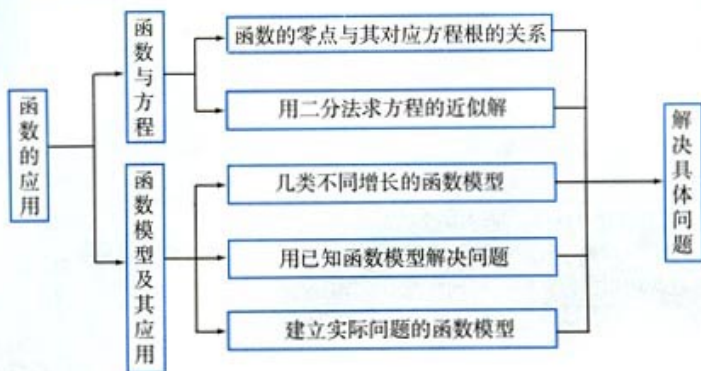 函数的应用
函数与方程
函数的零点与其对应方程根的关系
用二分法求方程的近似解
函数模型及其应用
几类不同增长的函数模型
用已知函数模型解决问题
建立实际问题的函数模型
解决具体问题